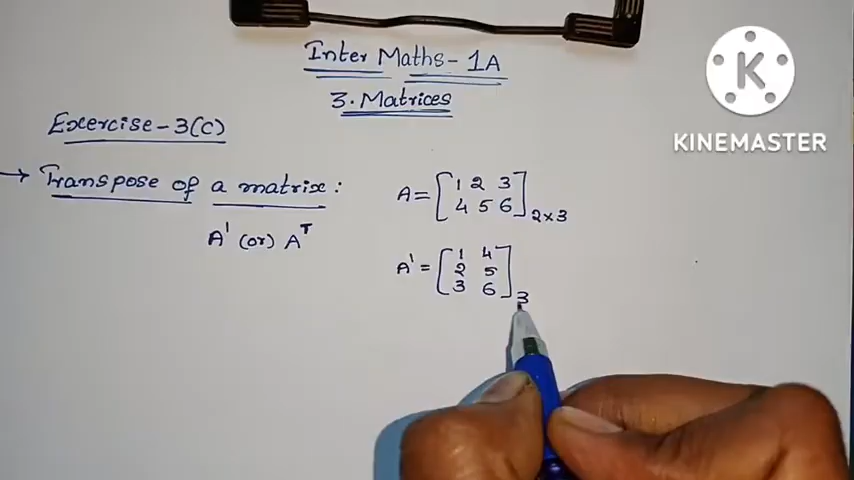 Inter Maths - 1A
3. Matrices
KINEMASTER
Exercise - 3(c)
→ Transpose of a matrix :
A' (or) A^T
A = [1 2 3
4 5 6] 2×3
A' = [1 4
2 5
3 6] 3